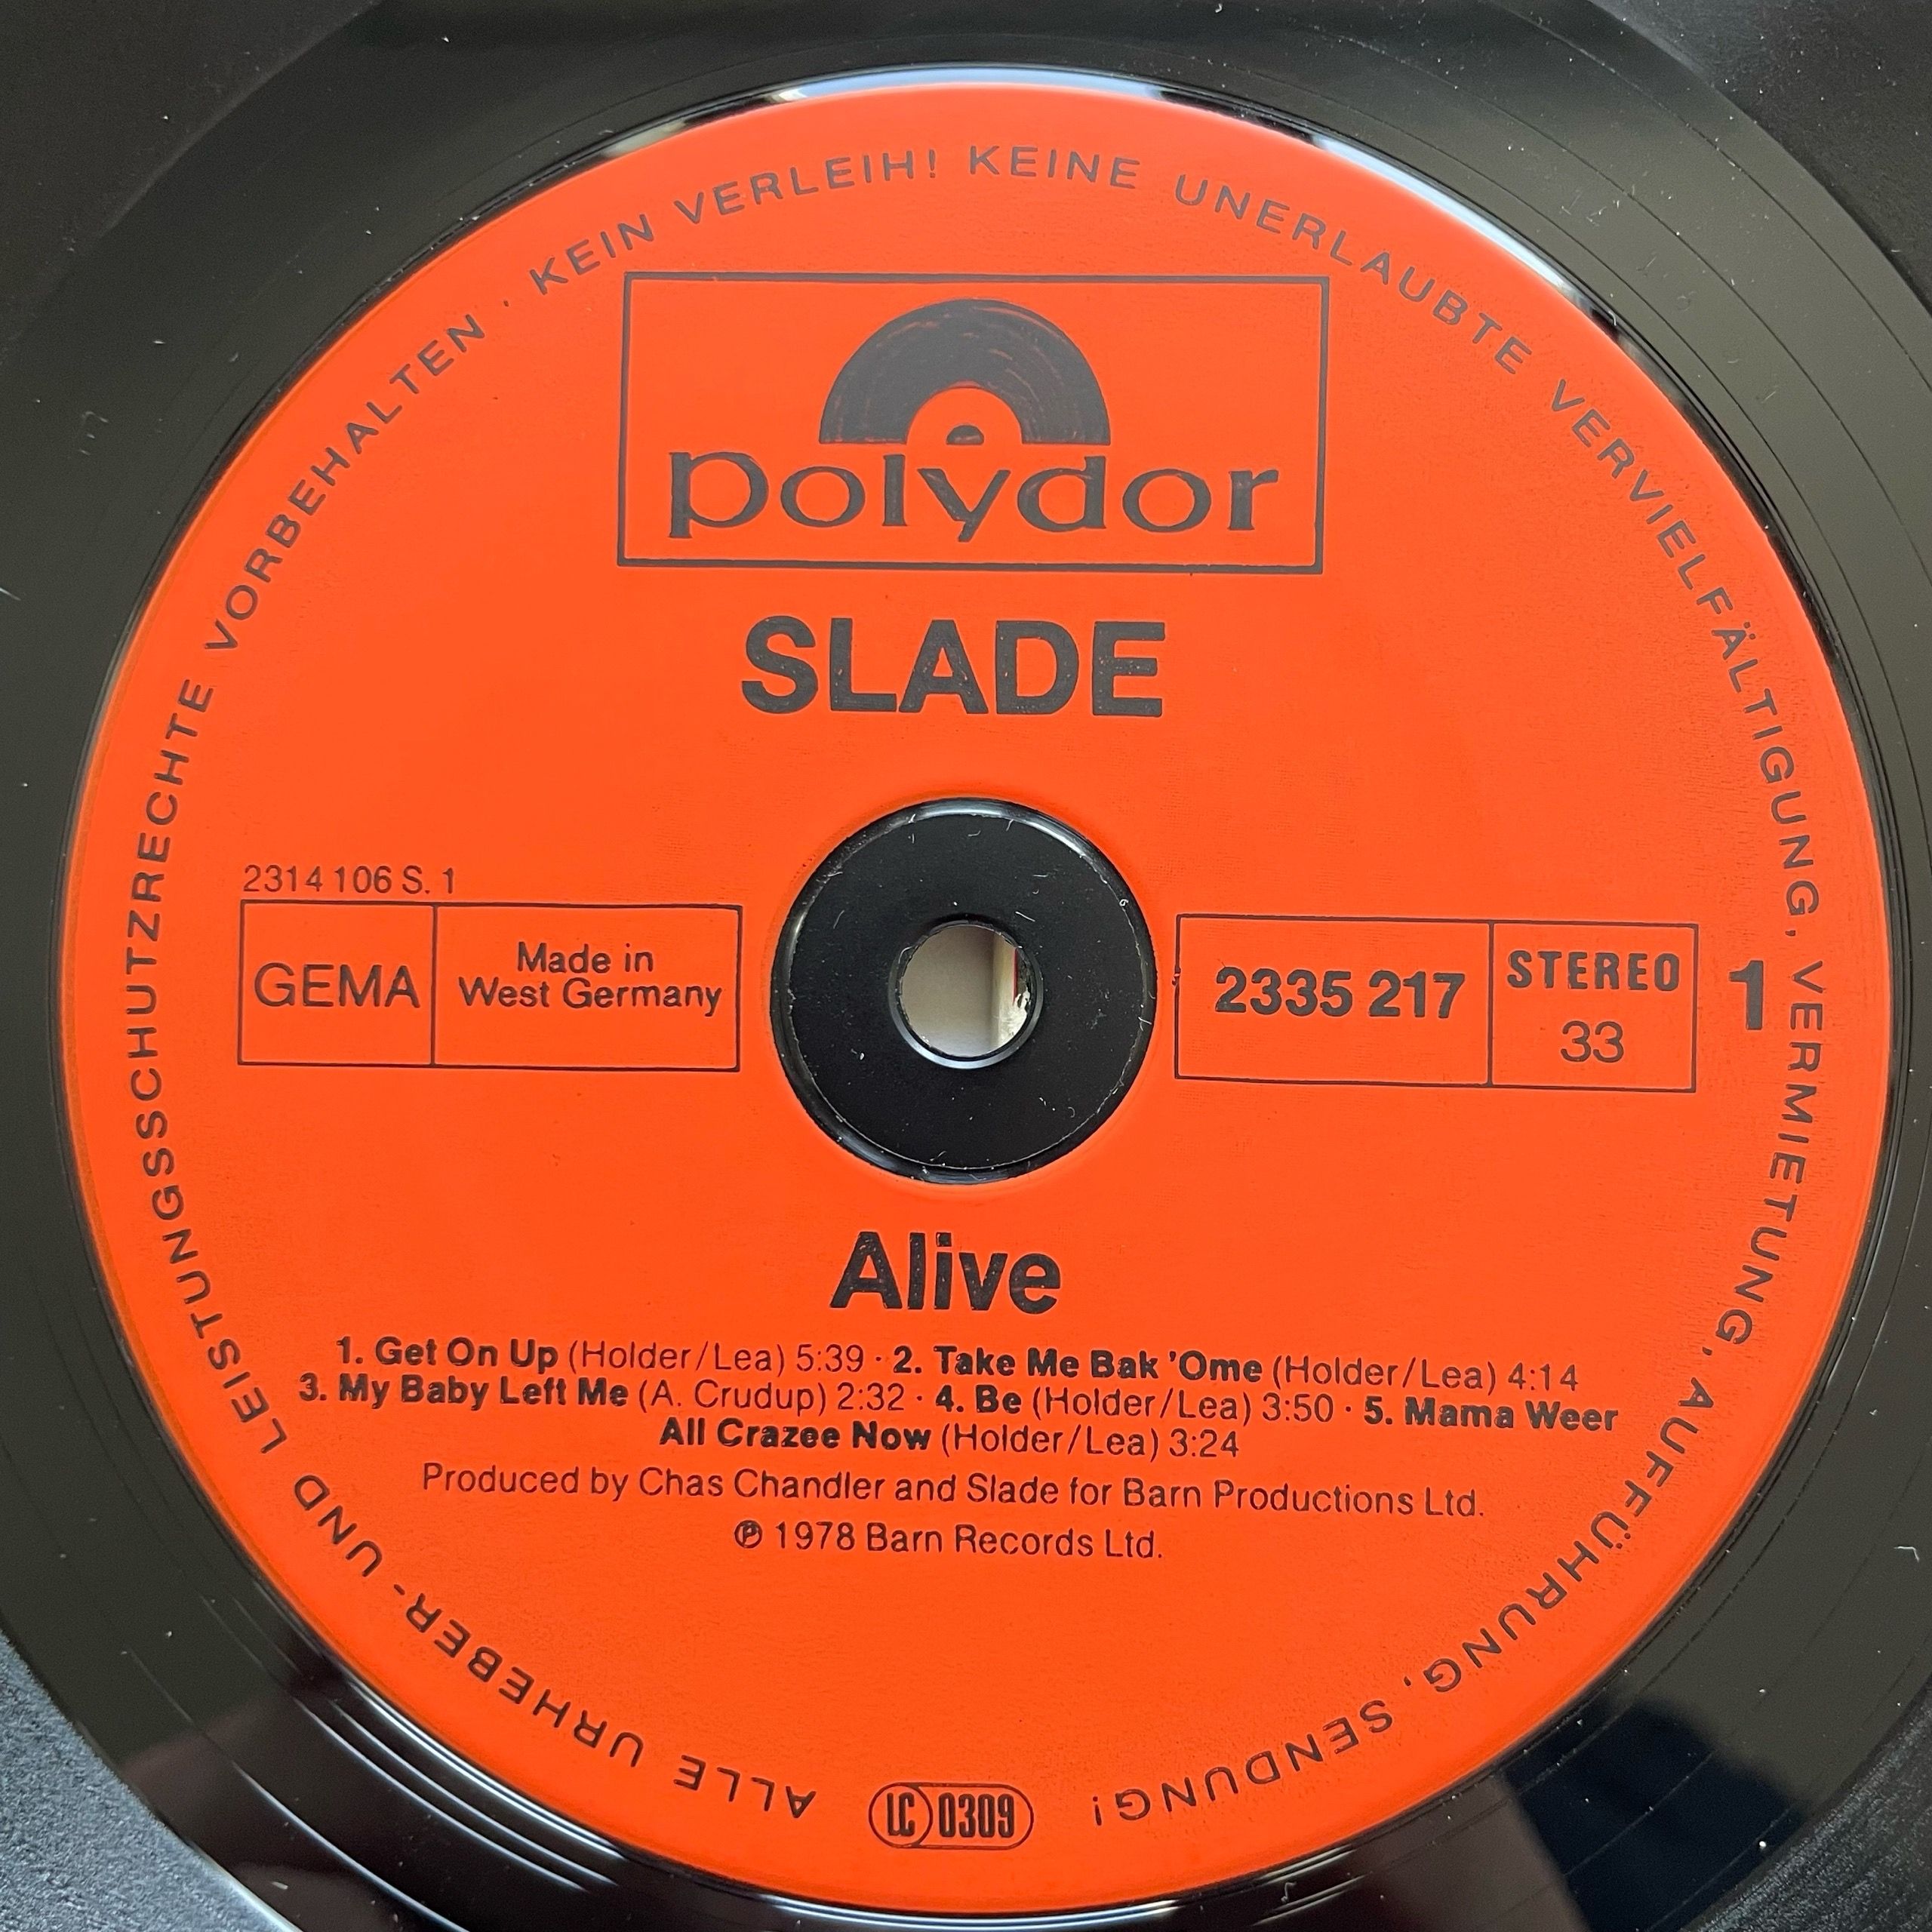 ALLE URHEBER- UND LEISTUNGSSCHUTZRECHTE VORBEHALTEN · KEIN VERLEIH! KEINE UNERLAUBTE VERVIELFÄLTIGUNG, VERMIETUNG, AUFFÜHRUNG, SENDUNG!
polydor
SLADE
2314 106 S. 1
GEMA
Made in
West Germany
2335 217
STEREO
33
1
Alive
1. Get On Up (Holder/Lea) 5:39 · 2. Take Me Bak 'Ome (Holder/Lea) 4:14
3. My Baby Left Me (A. Crudup) 2:32 · 4. Be (Holder/Lea) 3:50 · 5. Mama Weer
All Crazee Now (Holder/Lea) 3:24
Produced by Chas Chandler and Slade for Barn Productions Ltd.
℗ 1978 Barn Records Ltd.
LC 0309